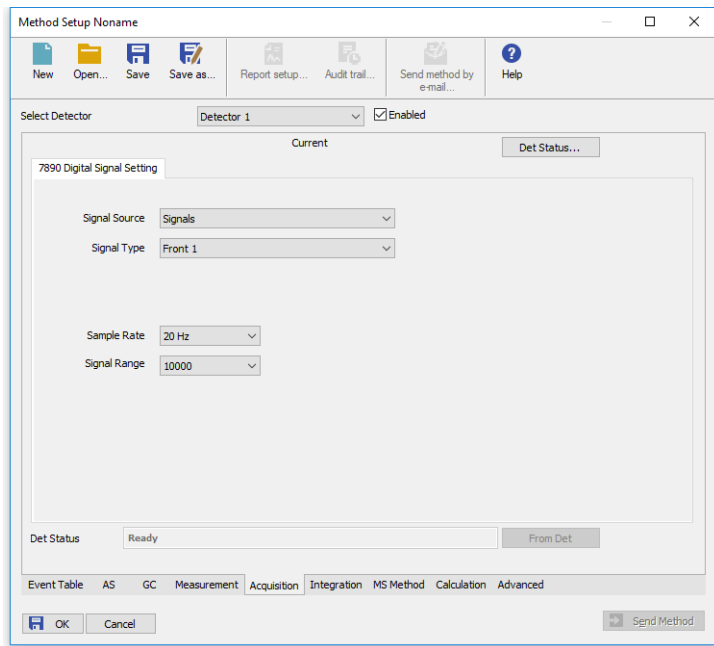 Method Setup Noname
New Open... Save Save as... Report setup... Audit trail... Send method by e-mail... Help
Select Detector Detector 1 Enabled
Current Det Status...
7890 Digital Signal Setting
Signal Source Signals
Signal Type Front 1
Sample Rate 20 Hz
Signal Range 10000
Det Status Ready From Det
Event Table AS GC Measurement Acquisition Integration MS Method Calculation Advanced
OK Cancel Send Method